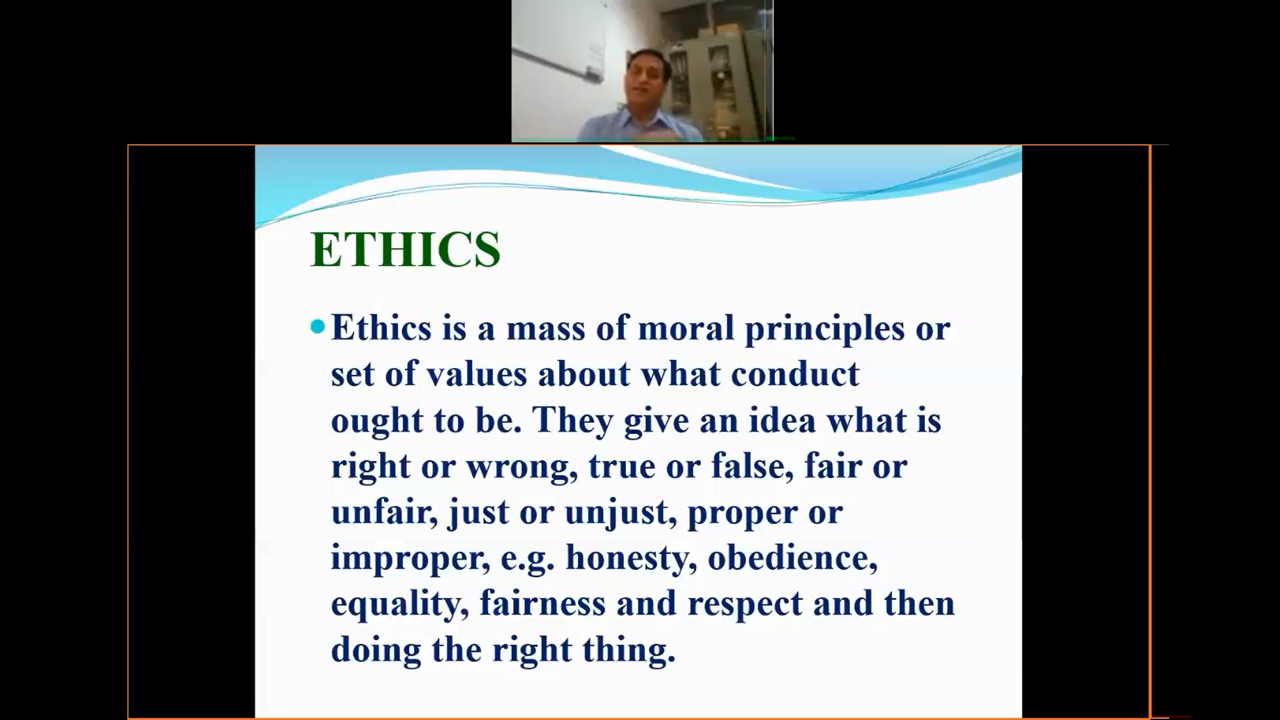 ETHICS
Ethics is a mass of moral principles or
set of values about what conduct
ought to be. They give an idea what is
right or wrong, true or false, fair or
unfair, just or unjust, proper or
improper, e.g. honesty, obedience,
equality, fairness and respect and then
doing the right thing.